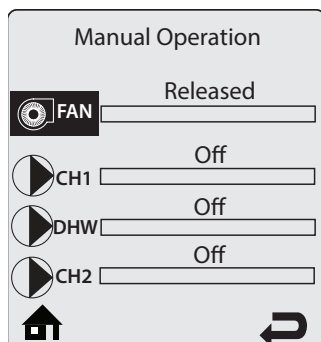 Manual Operation
Released
FAN
Off
CH1
Off
DHW
Off
CH2